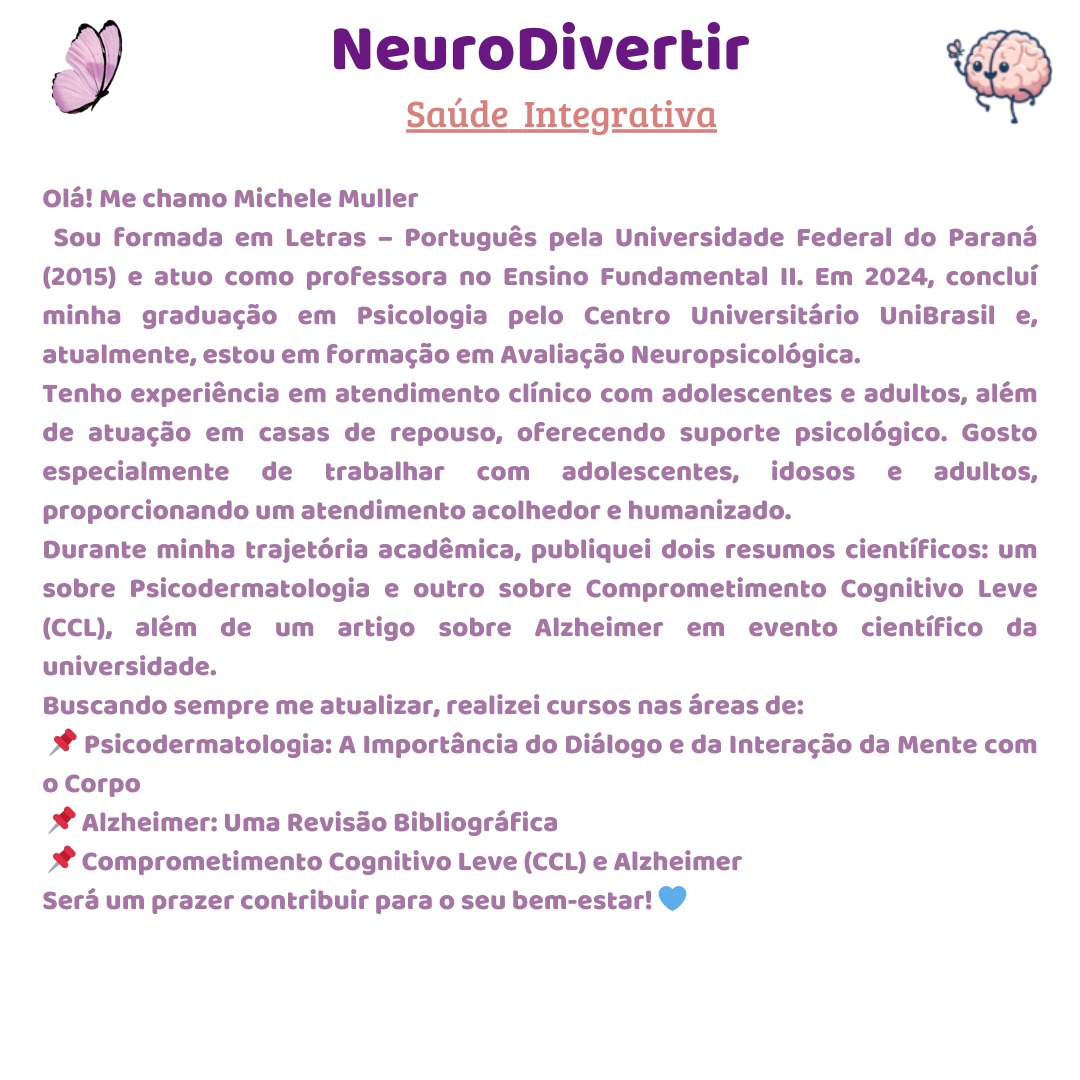 NeuroDivertir
Saúde Integrativa
Olá! Me chamo Michele Muller
Sou formada em Letras – Português pela Universidade Federal do Paraná
(2015) e atuo como professora no Ensino Fundamental II. Em 2024, concluí
minha graduação em Psicologia pelo Centro Universitário UniBrasil e,
atualmente, estou em formação em Avaliação Neuropsicológica.
Tenho experiência em atendimento clínico com adolescentes e adultos, além
de atuação em casas de repouso, oferecendo suporte psicológico. Gosto
especialmente de trabalhar com adolescentes, idosos e adultos,
proporcionando um atendimento acolhedor e humanizado.
Durante minha trajetória acadêmica, publiquei dois resumos científicos: um
sobre Psicodermatologia e outro sobre Comprometimento Cognitivo Leve
(CCL), além de um artigo sobre Alzheimer em evento científico da
universidade.
Buscando sempre me atualizar, realizei cursos nas áreas de:
📌 Psicodermatologia: A Importância do Diálogo e da Interação da Mente com
o Corpo
📌 Alzheimer: Uma Revisão Bibliográfica
📌 Comprometimento Cognitivo Leve (CCL) e Alzheimer
Será um prazer contribuir para o seu bem-estar! 💙